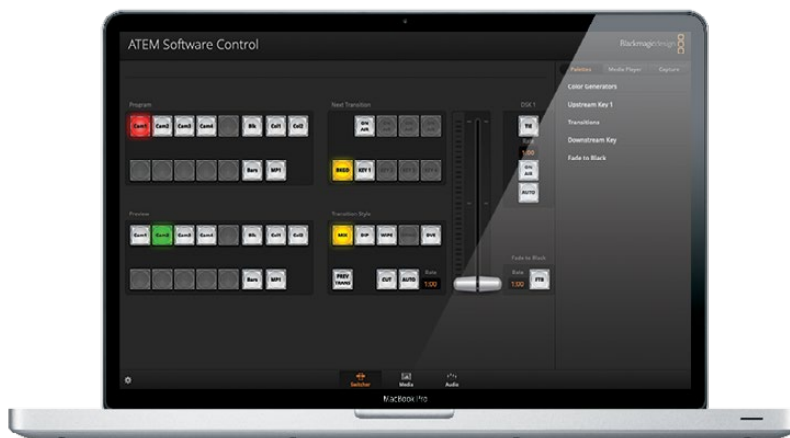 ATEM Software Control
Blackmagicdesign
Palettes Media Player Capture
Color Generators
Upstream Key 1
Transitions
Downstream Key
Fade to Black
Program
Cam1 Cam2 Cam3 Cam4 Blk Col1 Col2
Bars MP1
Next Transition
ON AIR
BKGD KEY 1
DSK 1
TIE
Rate
1:00
ON AIR
AUTO
Preview
Cam1 Cam2 Cam3 Cam4 Blk Col1 Col2
Bars MP1
Transition Style
MIX DIP WIPE DVE
PREV TRANS CUT AUTO Rate 1:00
Fade to Black
Rate
1:00 FTB
Switcher Media Audio
MacBook Pro